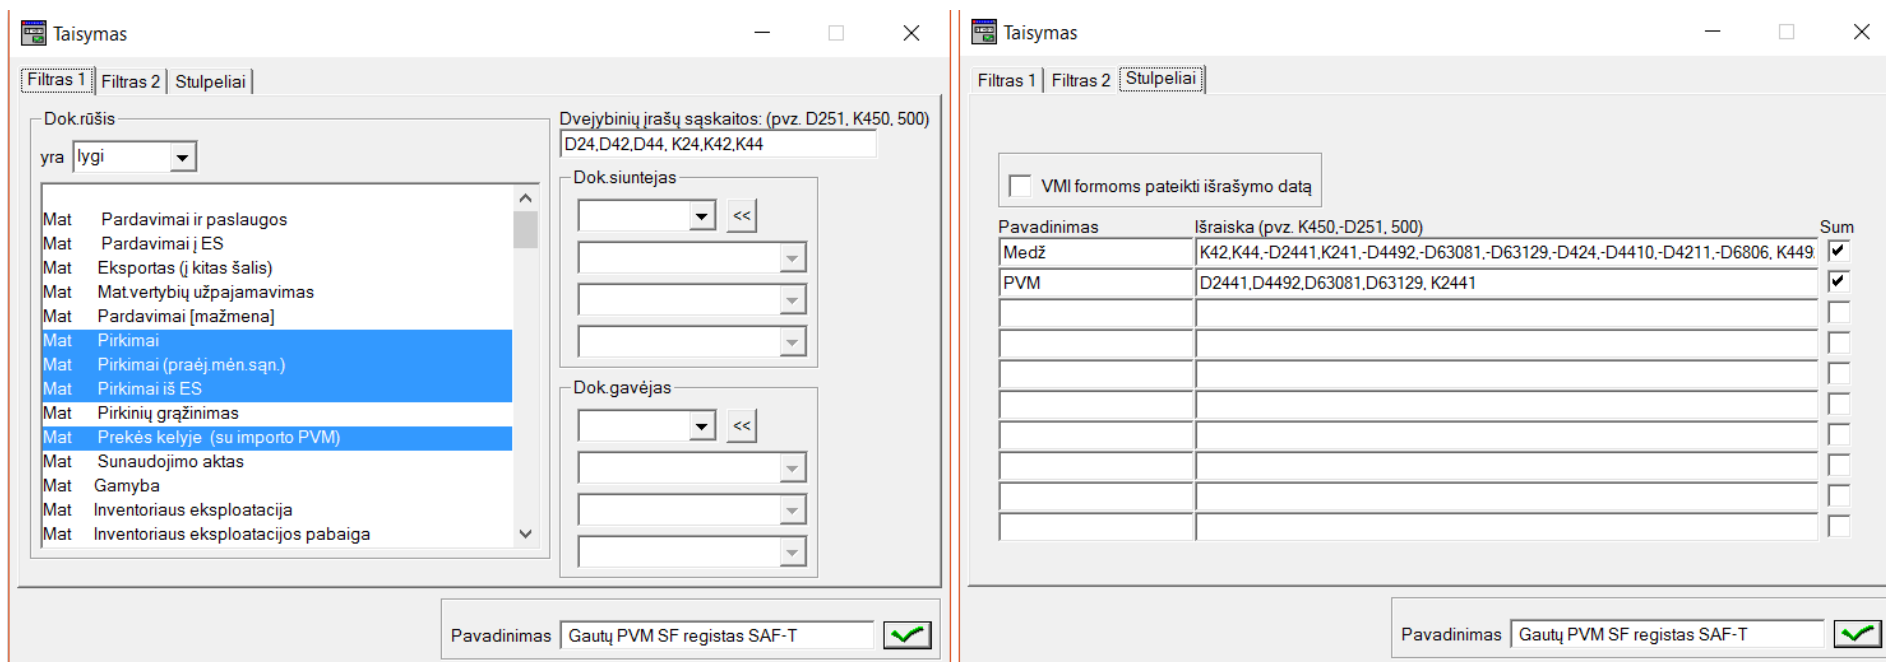 Taisymas
Filtras 1 Filtras 2 Stulpeliai
Dok.rūšis
yra lygi
Mat Pardavimai ir paslaugos
Mat Pardavimai į ES
Mat Eksportas (į kitas šalis)
Mat Mat.vertybių užpajamavimas
Mat Pardavimai [mažmena]
Mat Pirkimai
Mat Pirkimai (praėj.mėn.sąn.)
Mat Pirkimai iš ES
Mat Pirkinių grąžinimas
Mat Prekės kelyje (su importo PVM)
Mat Sunaudojimo aktas
Mat Gamyba
Mat Inventoriaus eksploatacija
Mat Inventoriaus eksploatacijos pabaiga
Dvejybinių įrašų sąskaitos: (pvz. D251, K450, 500)
D24,D42,D44, K24,K42,K44
Dok.siuntejas
<<
Dok.gavėjas
<<
Pavadinimas Gautų PVM SF registas SAF-T
Taisymas
Filtras 1 Filtras 2 Stulpeliai
VMI formoms pateikti išrašymo datą
Pavadinimas Išraiska (pvz. K450,-D251, 500) Sum
Medž K42,K44,-D2441,K241,-D4492,-D63081,-D63129,-D424,-D4410,-D4211,-D6806, K449
PVM D2441,D4492,D63081,D63129, K2441
Pavadinimas Gautų PVM SF registas SAF-T